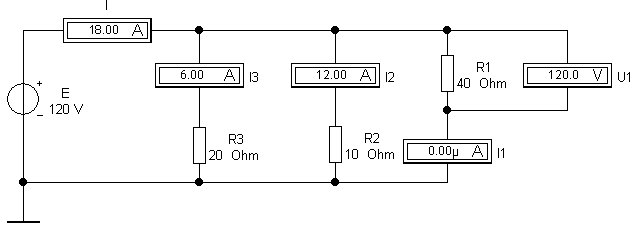 I
18.00 A
6.00 A I3
12.00 A I2
R1
40 Ohm
120.0 V U1
E
120 V
+
−
R3
20 Ohm
R2
10 Ohm
0.00µ A I1